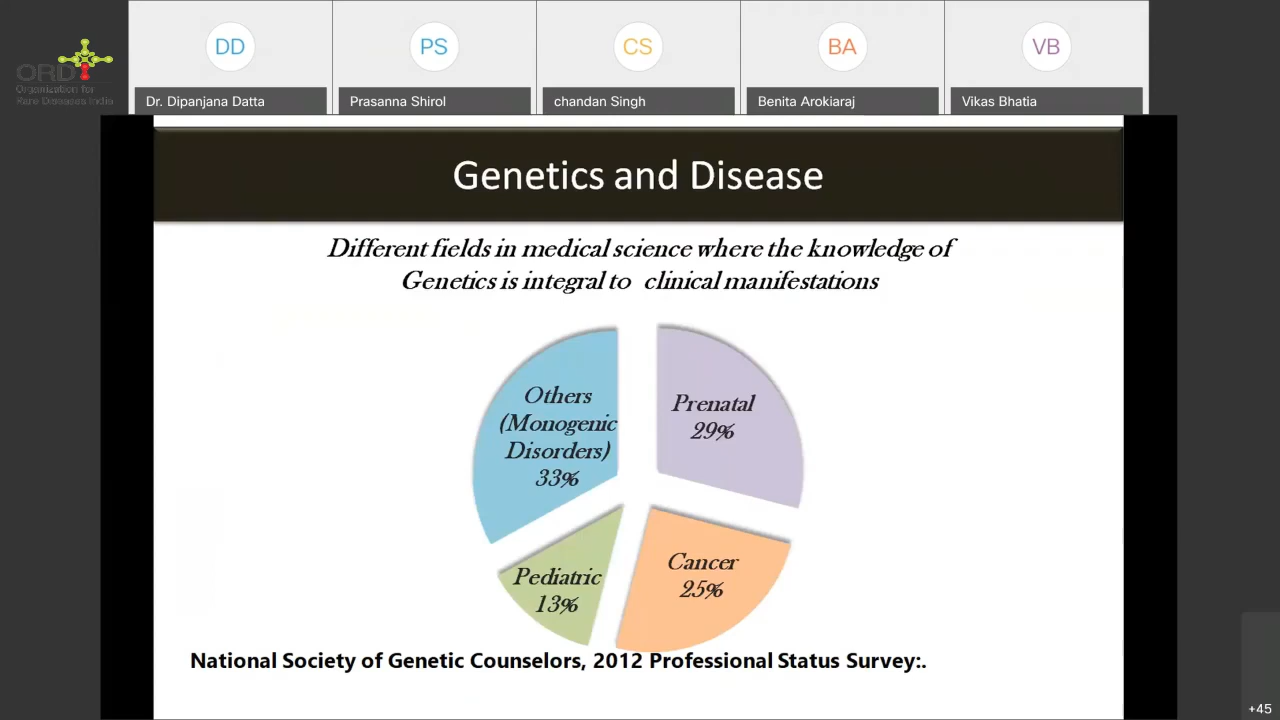 ORDI
Organization for
Rare Diseases India
DD
PS
CS
BA
VB
Dr. Dipanjana Datta
Prasanna Shirol
chandan Singh
Benita Arokiaraj
Vikas Bhatia
Genetics and Disease
Different fields in medical science where the knowledge of
Genetics is integral to clinical manifestations
Others
(Monogenic
Disorders)
33%
Prenatal
29%
Pediatric
13%
Cancer
25%
National Society of Genetic Counselors, 2012 Professional Status Survey:.
+45